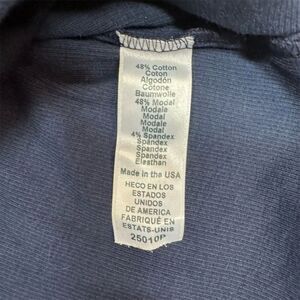 48% Cotton
Coton
Algodón
Cotone
Baumwolle
48% Modal
Modale
Modal
Modale
Modal
4% Spandex
Spandex
Spandex
Spandex
Elasthan
Made in the USA
HECO EN LOS
ESTADOS
UNIDOS
DE AMERICA
FABRIQUÉ EN
ESTATS-UNIS
25010P